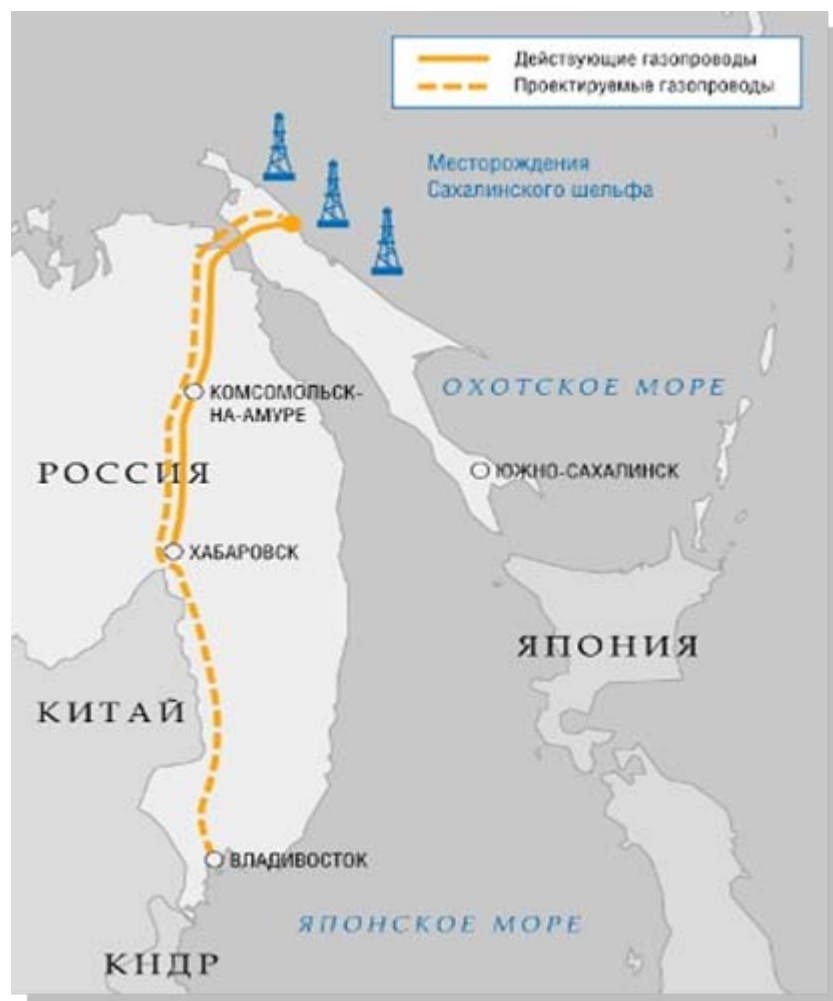 Действующие газопроводы
Проектируемые газопроводы
Месторождения
Сахалинского шельфа
ОХОТСКОЕ МОРЕ
КОМСОМОЛЬСК-
НА-АМУРЕ
РОССИЯ
ЮЖНО-САХАЛИНСК
ХАБАРОВСК
ЯПОНИЯ
КИТАЙ
ВЛАДИВОСТОК
ЯПОНСКОЕ МОРЕ
КНДР